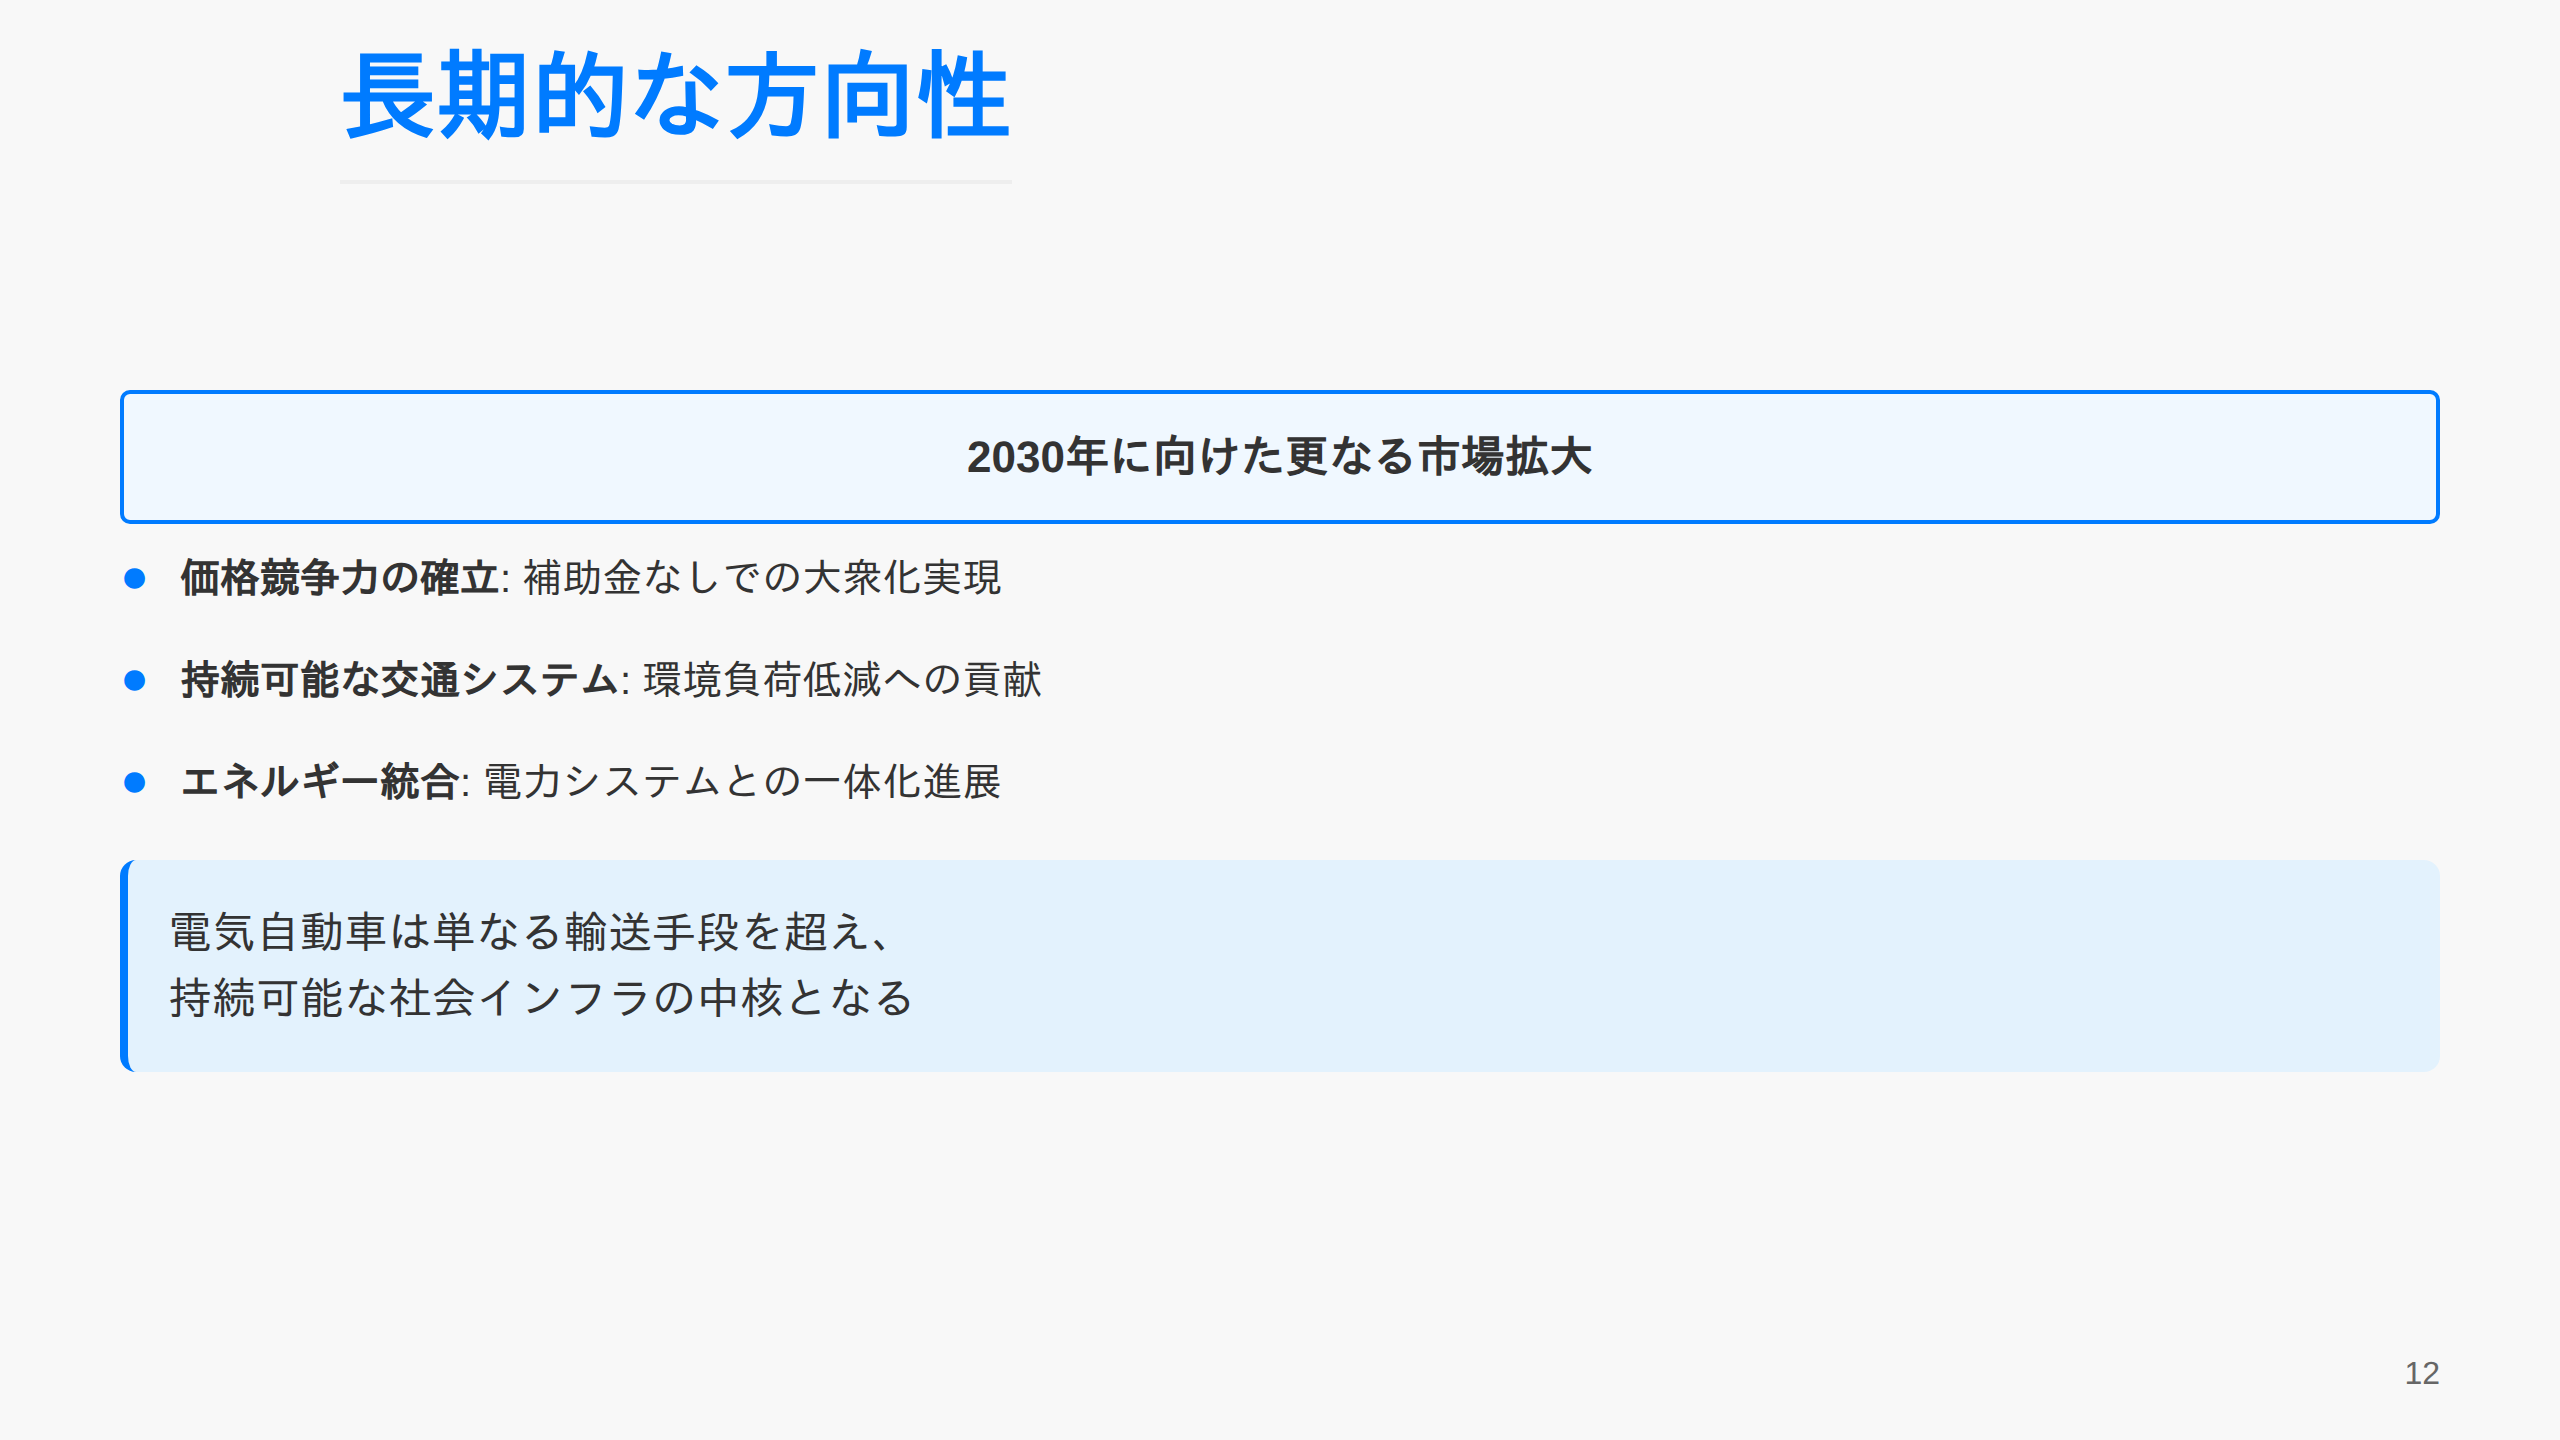 長期的な方向性
2030年に向けた更なる市場拡大
価格競争力の確立: 補助金なしでの大衆化実現
持続可能な交通システム: 環境負荷低減への貢献
エネルギー統合: 電力システムとの一体化進展
電気自動車は単なる輸送手段を超え、
持続可能な社会インフラの中核となる
12